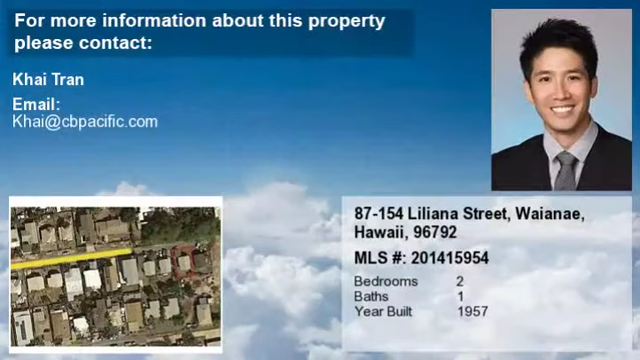 For more information about this property
please contact:
Khai Tran
Email:
Khai@cbpacific.com
87-154 Liliana Street, Waianae,
Hawaii, 96792
MLS #: 201415954
Bedrooms 2
Baths 1
Year Built 1957